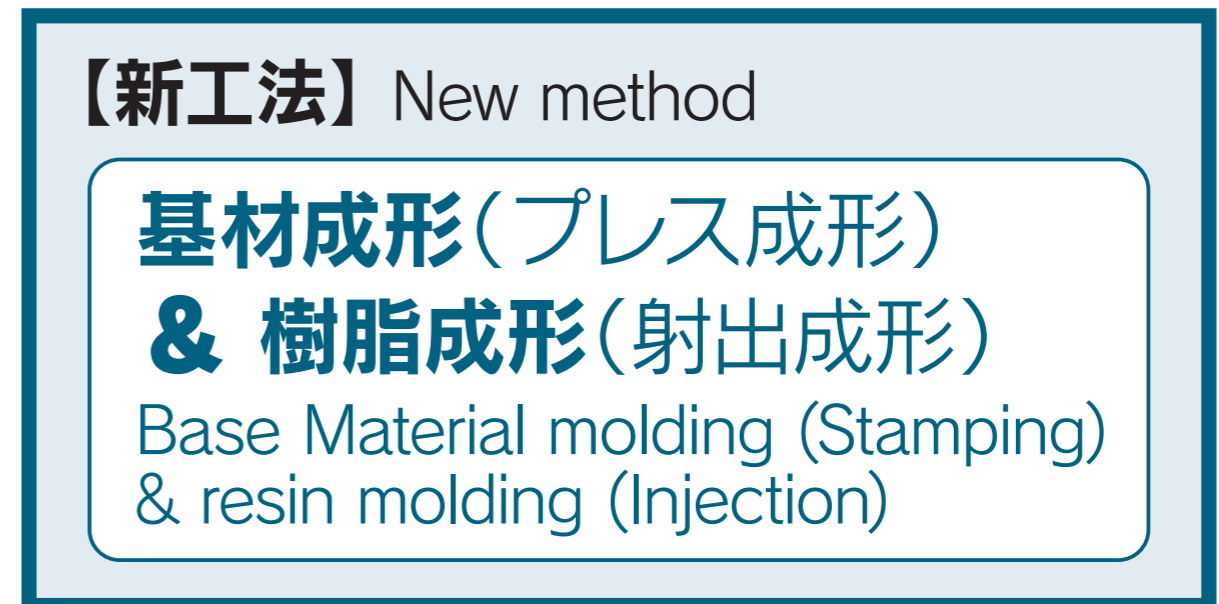 【新工法】 New method
基材成形（プレス成形）
& 樹脂成形（射出成形）
Base Material molding (Stamping)
& resin molding (Injection)